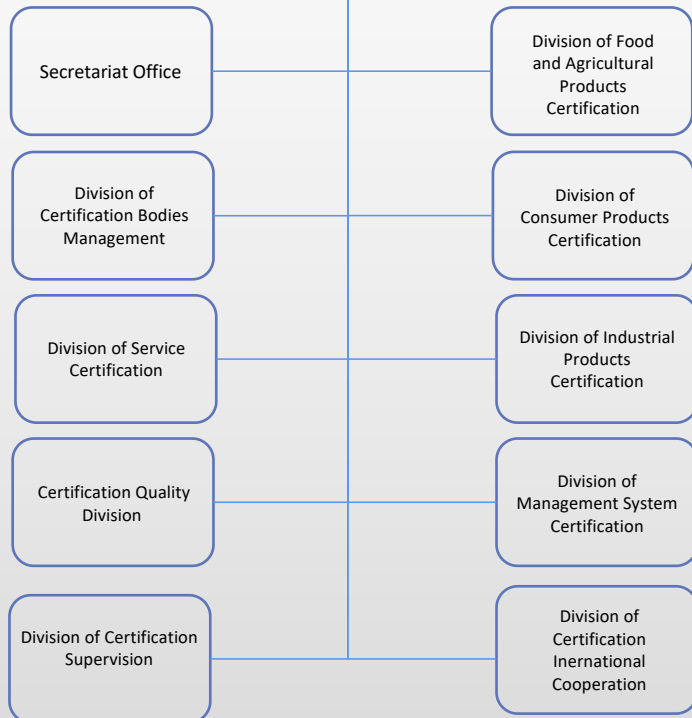 Secretariat Office
Division of Food
and Agricultural
Products
Certification
Division of
Certification Bodies
Management
Division of
Consumer Products
Certification
Division of Service
Certification
Division of Industrial
Products
Certification
Certification Quality
Division
Division of
Management System
Certification
Division of Certification
Supervision
Division of
Certification
Inernational
Cooperation